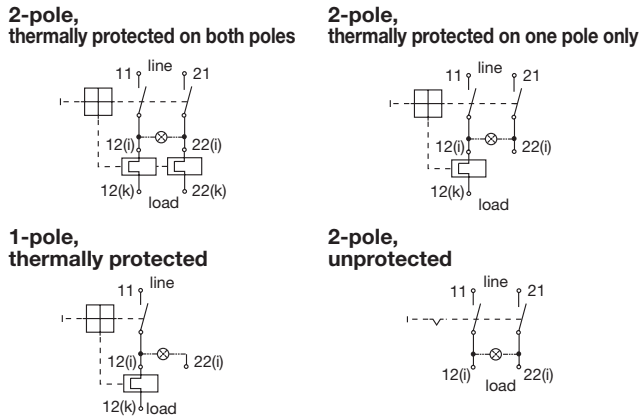 2-pole,
thermally protected on both poles
11 line 21
12(i) 22(i)
12(k) 22(k)
load
2-pole,
thermally protected on one pole only
11 line 21
12(i) 22(i)
12(k)
load
1-pole,
thermally protected
11 line
12(i) 22(i)
12(k) load
2-pole,
unprotected
11 line 21
12(i) 22(i)
load